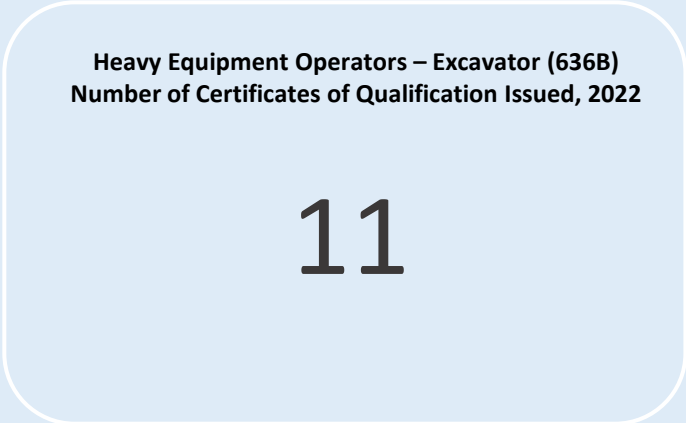 Heavy Equipment Operators – Excavator (636B)
Number of Certificates of Qualification Issued, 2022
11